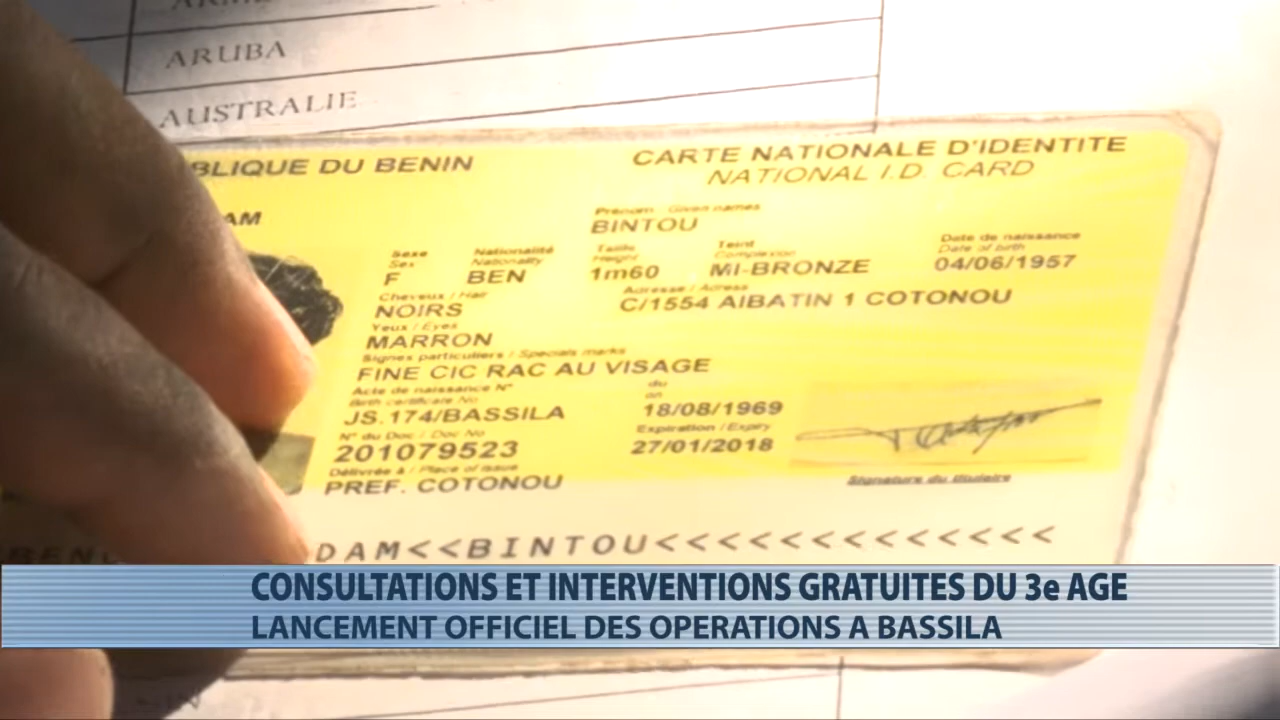 ARUBA
AUSTRALIE
BLIQUE DU BENIN
CARTE NATIONALE D'IDENTITE
NATIONAL I.D. CARD
AM
Prénom Given names
BINTOU
Sexe Nationalité Taille Teint Date de naissance
Sex Nationality Height Complexion Date of birth
F BEN 1m60 MI-BRONZE 04/06/1957
Cheveux / Hair Adresse / Adress
NOIRS C/1554 AIBATIN 1 COTONOU
Yeux / Eyes
MARRON
Signes particuliers / Specials marks
FINE CIC RAC AU VISAGE
Acte de naissance N° du
Birth certificate No on
JS.174/BASSILA 18/08/1969
N° du Doc / Doc No Expiration / Expiry
201079523 27/01/2018
Délivrée à / Place of issue
PREF. COTONOU
Signature du titulaire
DAM<<BINTOU<<<<<<<<<<<<<<
BEN
CONSULTATIONS ET INTERVENTIONS GRATUITES DU 3e AGE
LANCEMENT OFFICIEL DES OPERATIONS A BASSILA